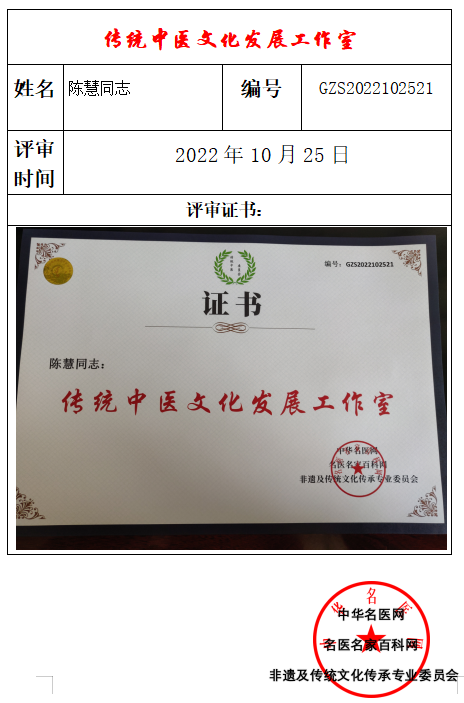 传统中医文化发展工作室
姓名 陈慧同志 编号 GZS2022102521
评审时间 2022年10月25日
评审证书：
编号：GZS2022102521
证书
陈慧同志：
传统中医文化发展工作室
中华名医网
名医名家百科网
非遗及传统文化传承专业委员会
中华名医网
中华名医网
名医名家百科网
非遗及传统文化传承专业委员会